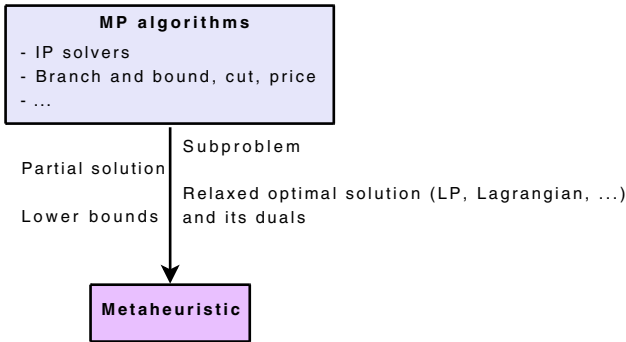 MP algorithms
- IP solvers
- Branch and bound, cut, price
- ...
Subproblem
Partial solution
Relaxed optimal solution (LP, Lagrangian, ...)
Lower bounds
and its duals
Metaheuristic